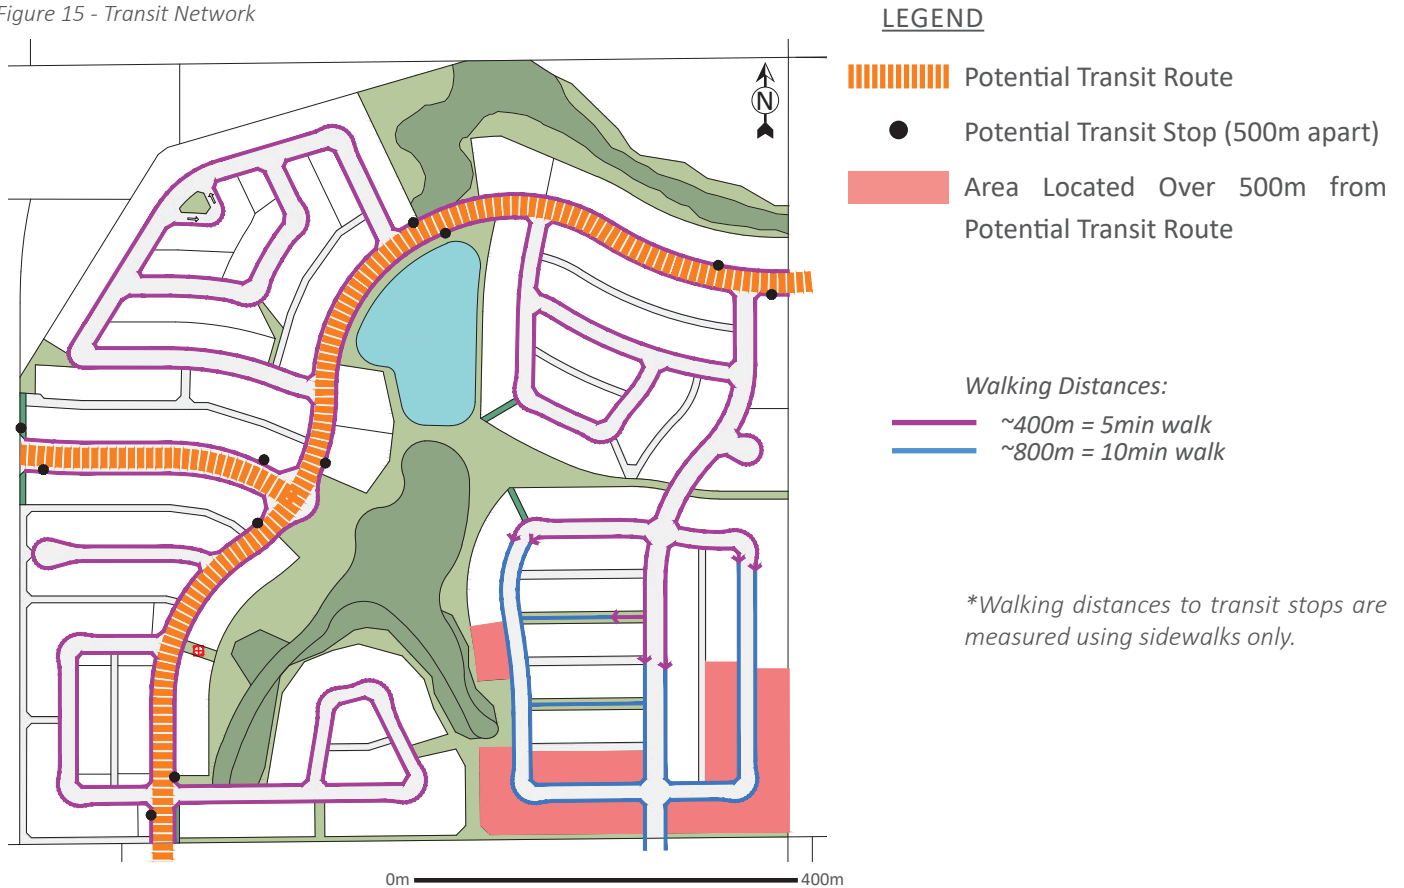 Figure 15 - Transit Network
LEGEND
N
Potential Transit Route
Potential Transit Stop (500m apart)
Area Located Over 500m from
Potential Transit Route
Walking Distances:
~400m = 5min walk
~800m = 10min walk
*Walking distances to transit stops are
measured using sidewalks only.
0m 400m